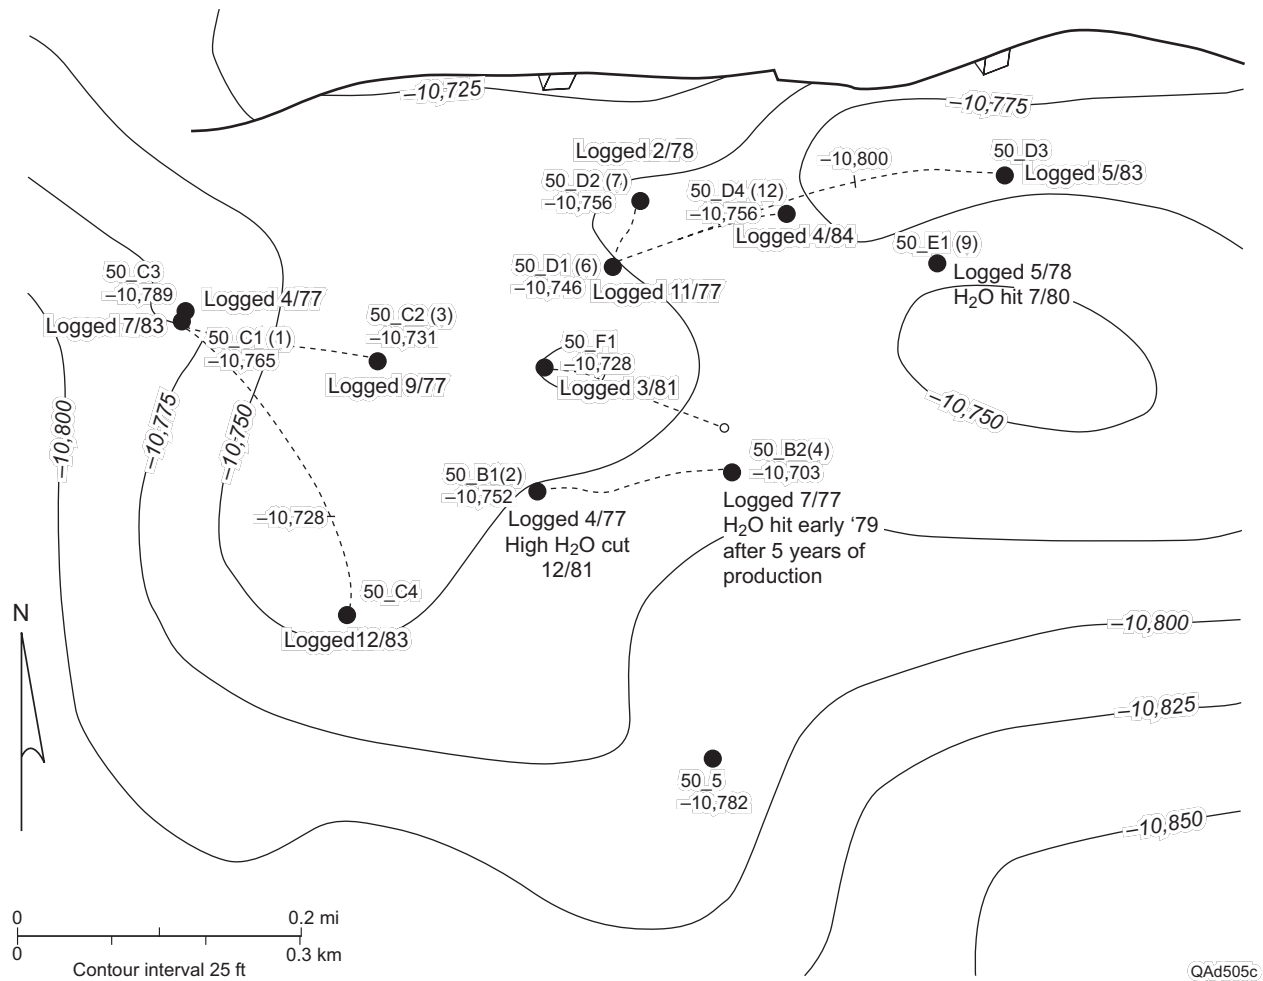 –10,725
–10,775
Logged 2/78
50_D3
–10,800
Logged 5/83
50_D2 (7)
–10,756
50_D4 (12)
–10,756
Logged 4/84
50_E1 (9)
Logged 5/78
H2O hit 7/80
50_D1 (6)
–10,746
Logged 11/77
50_C3
–10,789
Logged 4/77
Logged 7/83
50_C1 (1)
–10,765
50_C2 (3)
–10,731
Logged 9/77
50_F1
–10,728
Logged 3/81
–10,800
–10,775
–10,750
–10,750
50_B1(2)
–10,752
Logged 4/77
High H2O cut
12/81
50_B2(4)
–10,703
Logged 7/77
H2O hit early ‘79
after 5 years of
production
–10,728
50_C4
Logged12/83
N
–10,800
–10,825
–10,850
50_5
–10,782
0 0.2 mi
0 0.3 km
Contour interval 25 ft
QAd505c